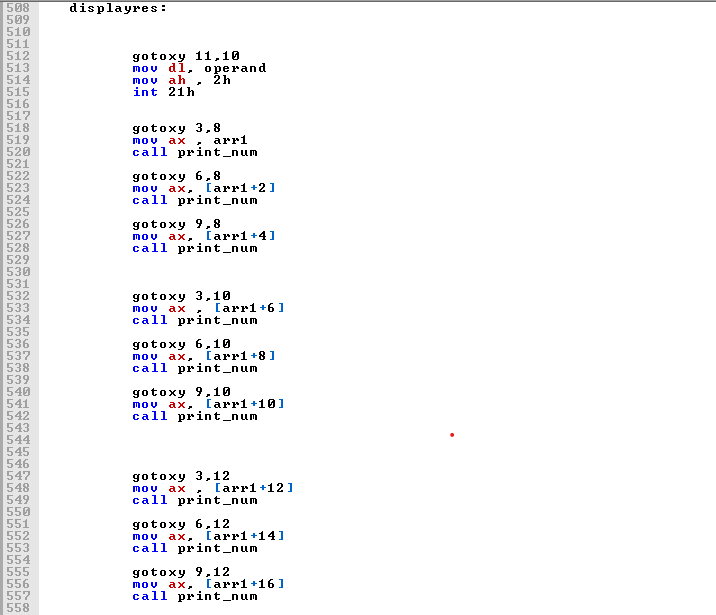 508 displayres:
509
510
511
512 gotoxy 11,10
513 mov dl, operand
514 mov ah , 2h
515 int 21h
516
517
518 gotoxy 3,8
519 mov ax , arr1
520 call print_num
521
522 gotoxy 6,8
523 mov ax, [arr1+2]
524 call print_num
525
526 gotoxy 9,8
527 mov ax, [arr1+4]
528 call print_num
529
530
531
532 gotoxy 3,10
533 mov ax , [arr1+6]
534 call print_num
535
536 gotoxy 6,10
537 mov ax, [arr1+8]
538 call print_num
539
540 gotoxy 9,10
541 mov ax, [arr1+10]
542 call print_num
543
544
545
546
547 gotoxy 3,12
548 mov ax , [arr1+12]
549 call print_num
550
551 gotoxy 6,12
552 mov ax, [arr1+14]
553 call print_num
554
555 gotoxy 9,12
556 mov ax, [arr1+16]
557 call print_num
558